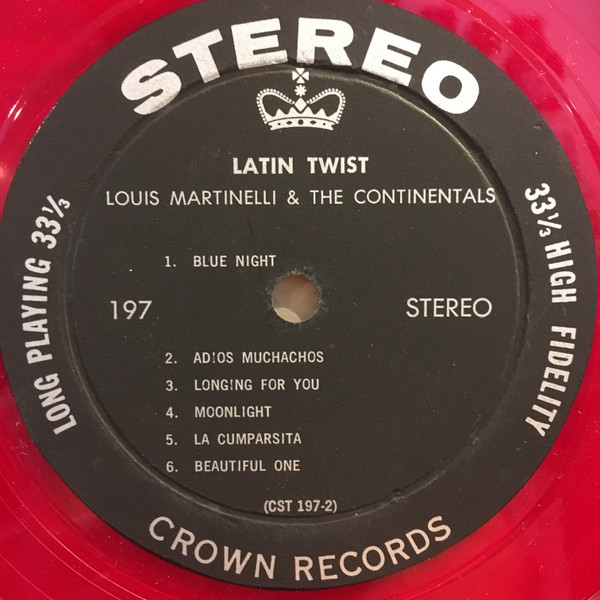 STEREO
LATIN TWIST
LOUIS MARTINELLI & THE CONTINENTALS
1. BLUE NIGHT
197
STEREO
2. ADIOS MUCHACHOS
3. LONGING FOR YOU
4. MOONLIGHT
5. LA CUMPARSITA
6. BEAUTIFUL ONE
(CST 197-2)
LONG PLAYING 33⅓
33⅓ HIGH FIDELITY
CROWN RECORDS